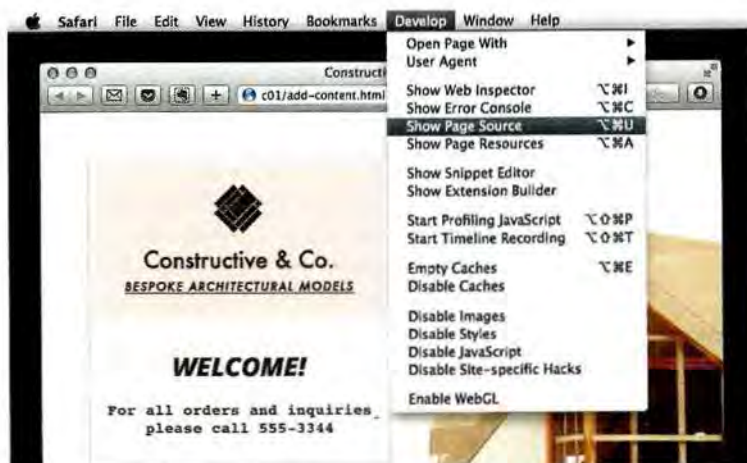 Safari File Edit View History Bookmarks Develop Window Help
Open Page With
User Agent
Constructi
c01/add-content.html
Show Web Inspector ⌥⌘I
Show Error Console ⌥⌘C
Show Page Source ⌥⌘U
Show Page Resources ⌥⌘A
Show Snippet Editor
Show Extension Builder
Start Profiling JavaScript ⌥⇧⌘P
Start Timeline Recording ⌥⇧⌘T
Empty Caches ⌥⌘E
Disable Caches
Disable Images
Disable Styles
Disable JavaScript
Disable Site-specific Hacks
Enable WebGL
Constructive & Co.
BESPOKE ARCHITECTURAL MODELS
WELCOME!
For all orders and inquiries
please call 555-3344